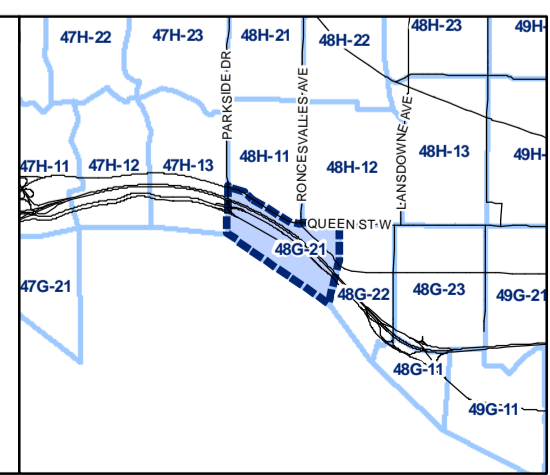 47H-22
47H-23
48H-21
48H-22
48H-23
49H-
PARKSIDE DR
RONCESVALLES AVE
LANSDOWNE AVE
47H-11
47H-12
47H-13
48H-11
48H-12
48H-13
49H-
QUEEN ST W
47G-21
48G-21
48G-22
48G-23
49G-21
48G-11
49G-11